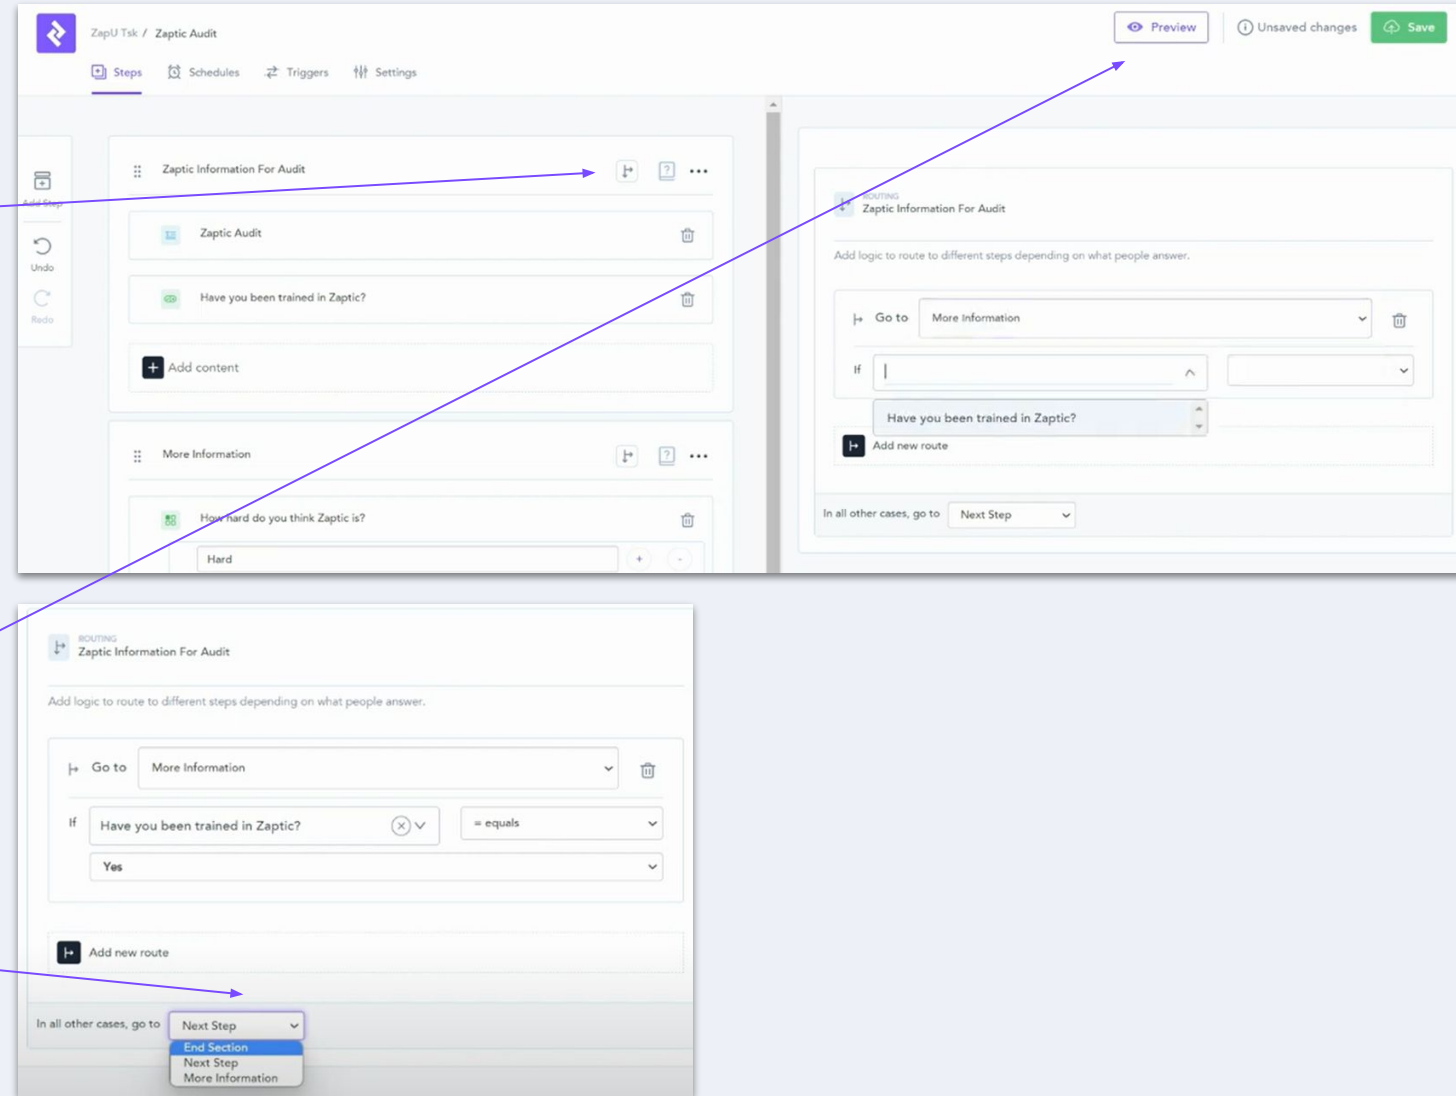 ZapU Tsk / Zaptic Audit
Preview
Unsaved changes
Save
Steps
Schedules
Triggers
Settings
Add Step
Undo
Redo
Zaptic Information For Audit
Zaptic Audit
Have you been trained in Zaptic?
Add content
More Information
How hard do you think Zaptic is?
Hard
ROUTING
Zaptic Information For Audit
Add logic to route to different steps depending on what people answer.
Go to More Information
If
Have you been trained in Zaptic?
Add new route
In all other cases, go to Next Step
ROUTING
Zaptic Information For Audit
Add logic to route to different steps depending on what people answer.
Go to More Information
If Have you been trained in Zaptic? = equals
Yes
Add new route
In all other cases, go to Next Step
End Section
Next Step
More Information